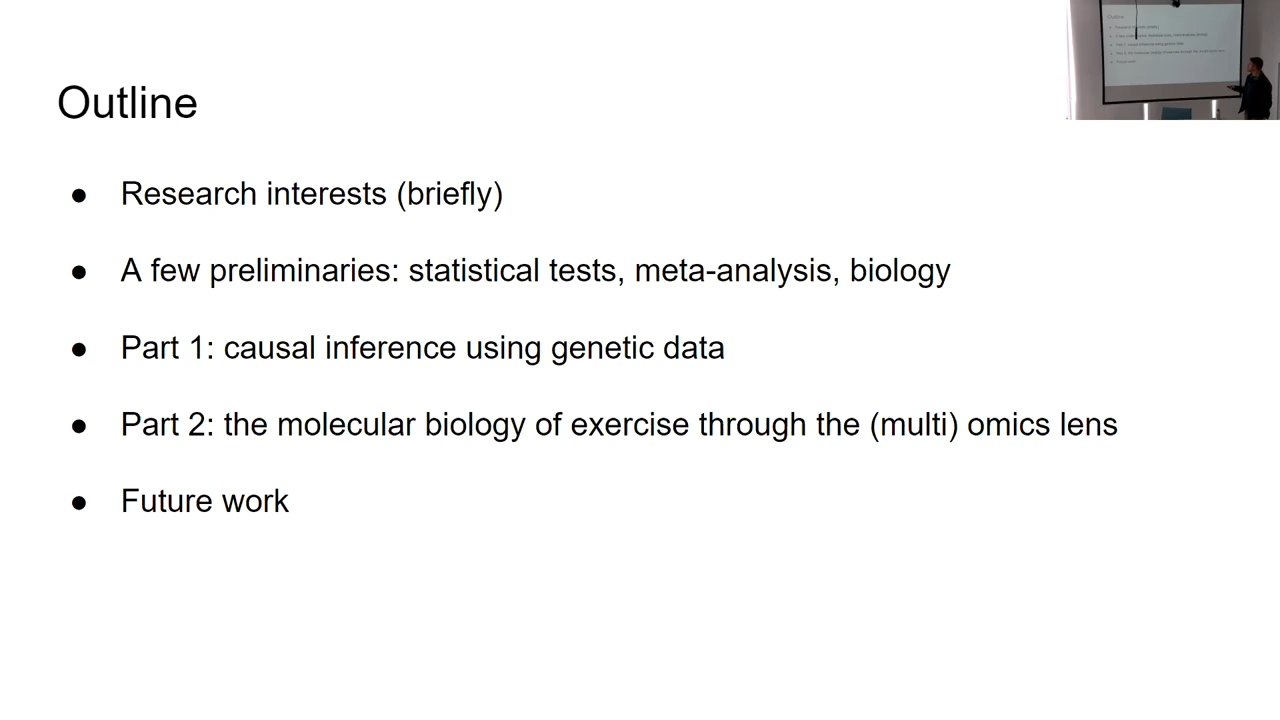 Outline
● Research interests (briefly)
● A few preliminaries: statistical tests, meta-analysis, biology
● Part 1: causal inference using genetic data
● Part 2: the molecular biology of exercise through the (multi) omics lens
● Future work
Outline